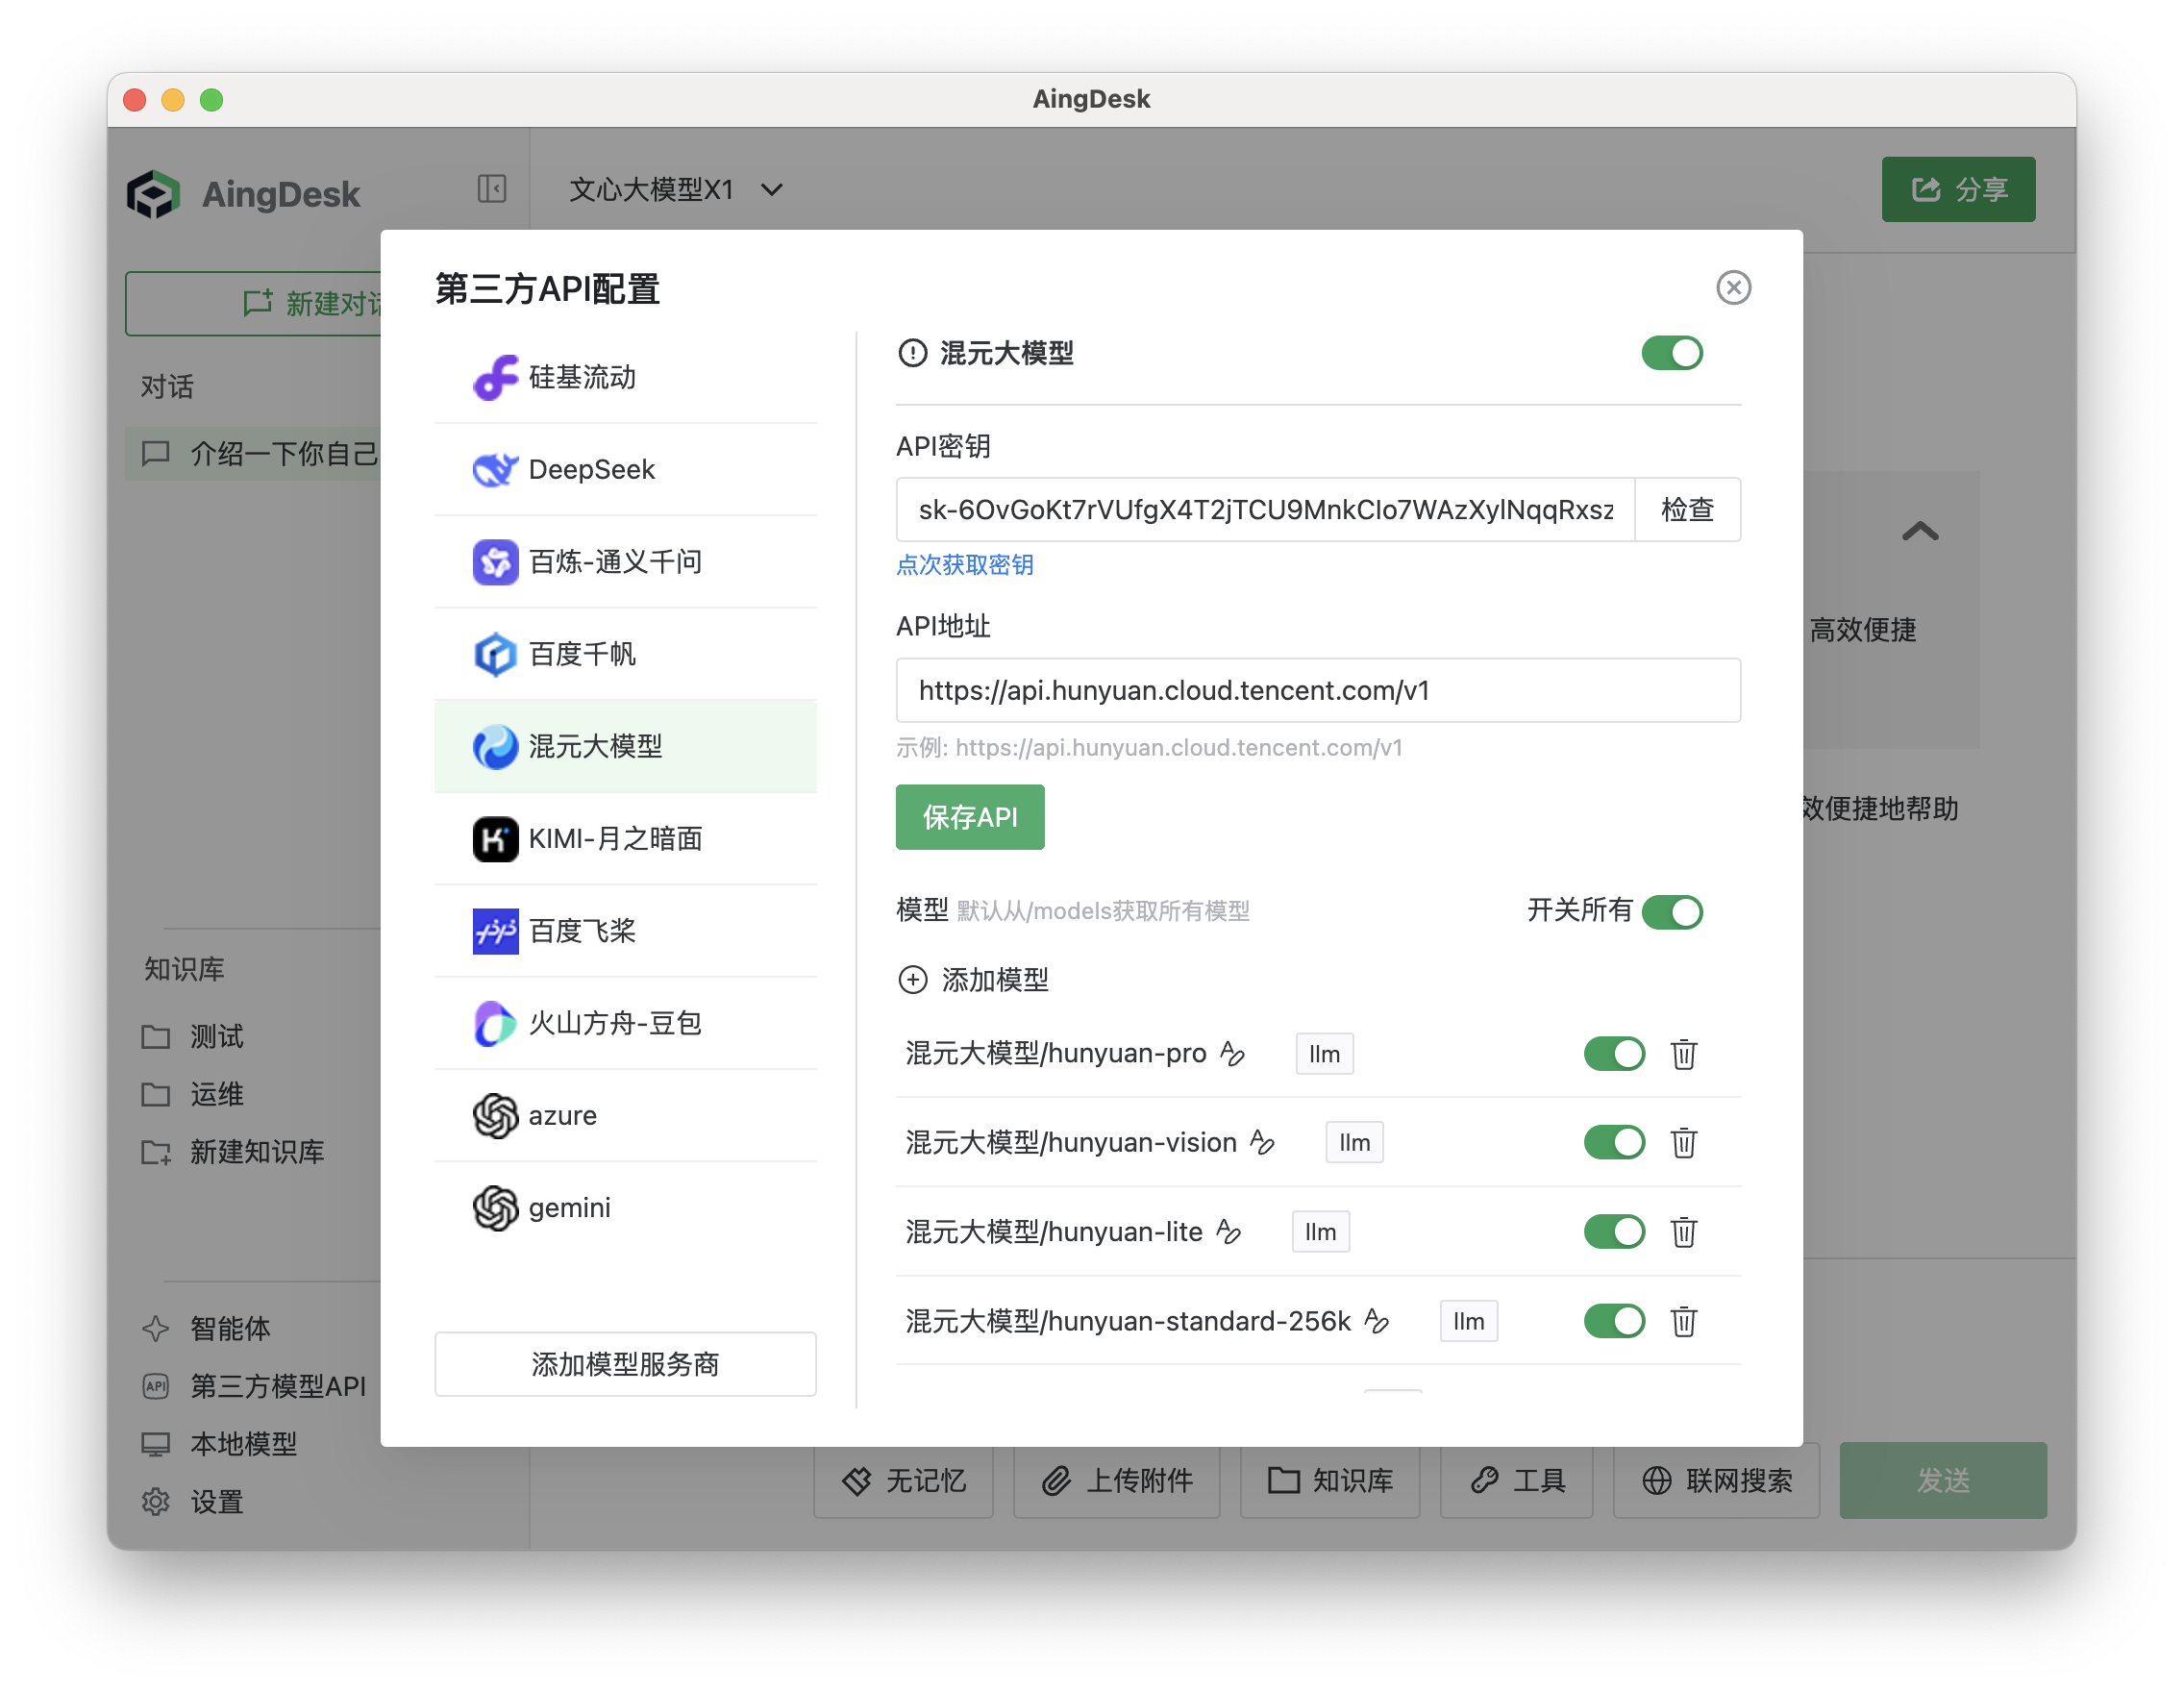 AingDesk
AingDesk
文心大模型X1
分享
新建对话
对话
介绍一下你自己
高效便捷
效便捷地帮助
知识库
测试
运维
新建知识库
智能体
API 第三方模型API
本地模型
设置
第三方API配置
硅基流动
DeepSeek
百炼-通义千问
百度千帆
混元大模型
KIMI-月之暗面
百度飞桨
火山方舟-豆包
azure
gemini
添加模型服务商
混元大模型
API密钥
sk-6OvGoKt7rVUfgX4T2jTCU9MnkClo7WAzXylNqqRxsz 检查
点次获取密钥
API地址
https://api.hunyuan.cloud.tencent.com/v1
示例: https://api.hunyuan.cloud.tencent.com/v1
保存API
模型 默认从/models获取所有模型 开关所有
添加模型
混元大模型/hunyuan-pro llm
混元大模型/hunyuan-vision llm
混元大模型/hunyuan-lite llm
混元大模型/hunyuan-standard-256k llm
无记忆 上传附件 知识库 工具 联网搜索 发送